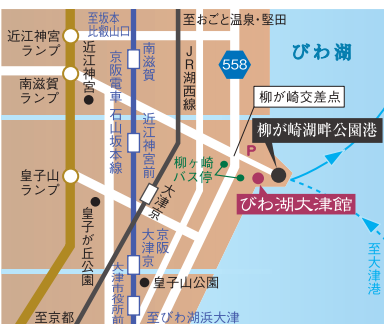 至坂本
比叡山口
至おごと温泉・堅田
近江神宮
ランプ
近江神宮
京阪電車 石山坂本線
南滋賀
JR湖西線
558
びわ湖
南滋賀
ランプ
柳が崎交差点
近江神宮前
柳が崎湖畔公園港
P
柳ヶ崎
バス停
皇子山
ランプ
大津京
びわ湖大津館
皇子が丘公園
京阪
大津京
至大津港
皇子山公園
大津市役所前
至京都
至びわ湖浜大津